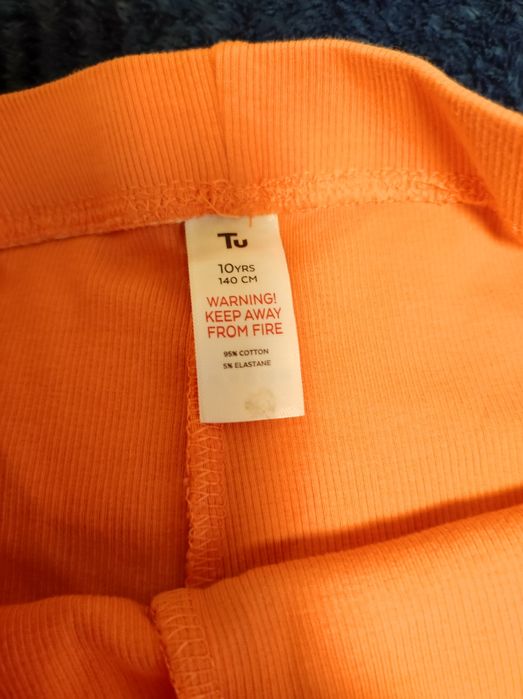 Tu
10YRS
140 CM
WARNING!
KEEP AWAY
FROM FIRE
95% COTTON
5% ELASTANE